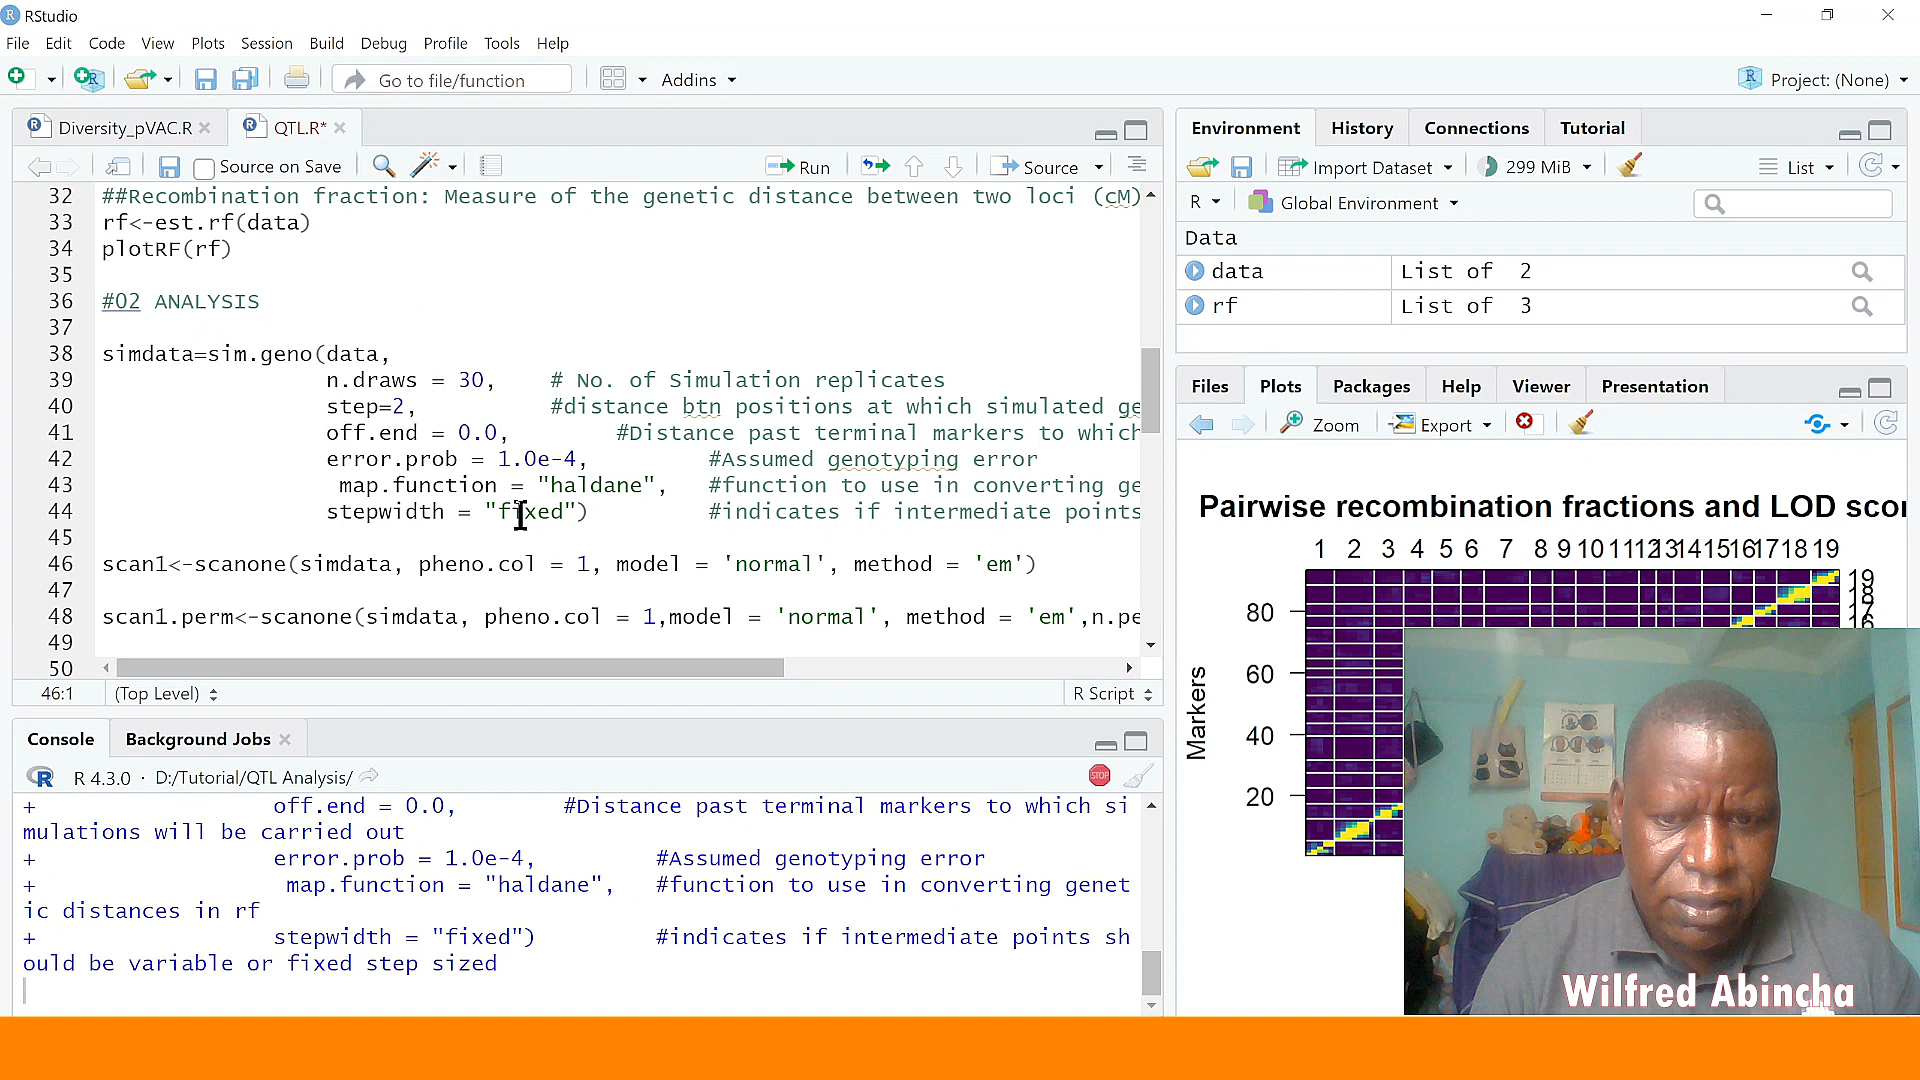 RStudio
File Edit Code View Plots Session Build Debug Profile Tools Help
Go to file/function Addins Project: (None)
Diversity_pVAC.R QTL.R*
Source on Save Run Source
32 ##Recombination fraction: Measure of the genetic distance between two loci (cM)
33 rf<-est.rf(data)
34 plotRF(rf)
35
36 #02 ANALYSIS
37
38 simdata=sim.geno(data,
39 n.draws = 30, # No. of Simulation replicates
40 step=2, #distance btn positions at which simulated ge
41 off.end = 0.0, #Distance past terminal markers to which
42 error.prob = 1.0e-4, #Assumed genotyping error
43 map.function = "haldane", #function to use in converting ge
44 stepwidth = "fixed") #indicates if intermediate points
45
46 scan1<-scanone(simdata, pheno.col = 1, model = 'normal', method = 'em')
47
48 scan1.perm<-scanone(simdata, pheno.col = 1,model = 'normal', method = 'em',n.pe
49
50
46:1 (Top Level) R Script
Console Background Jobs
R 4.3.0 · D:/Tutorial/QTL Analysis/
STOP
+ off.end = 0.0, #Distance past terminal markers to which si
mulations will be carried out
+ error.prob = 1.0e-4, #Assumed genotyping error
+ map.function = "haldane", #function to use in converting genet
ic distances in rf
+ stepwidth = "fixed") #indicates if intermediate points sh
ould be variable or fixed step sized
Environment History Connections Tutorial
Import Dataset 299 MiB List
R Global Environment
Data
data List of 2
rf List of 3
Files Plots Packages Help Viewer Presentation
Zoom Export
Pairwise recombination fractions and LOD scor
1 2 3 4 5 6 7 8 9 10 11 12 13 14 15 16 17 18 19
19
18
17
16
80
60
40
20
Markers
Wilfred Abincha